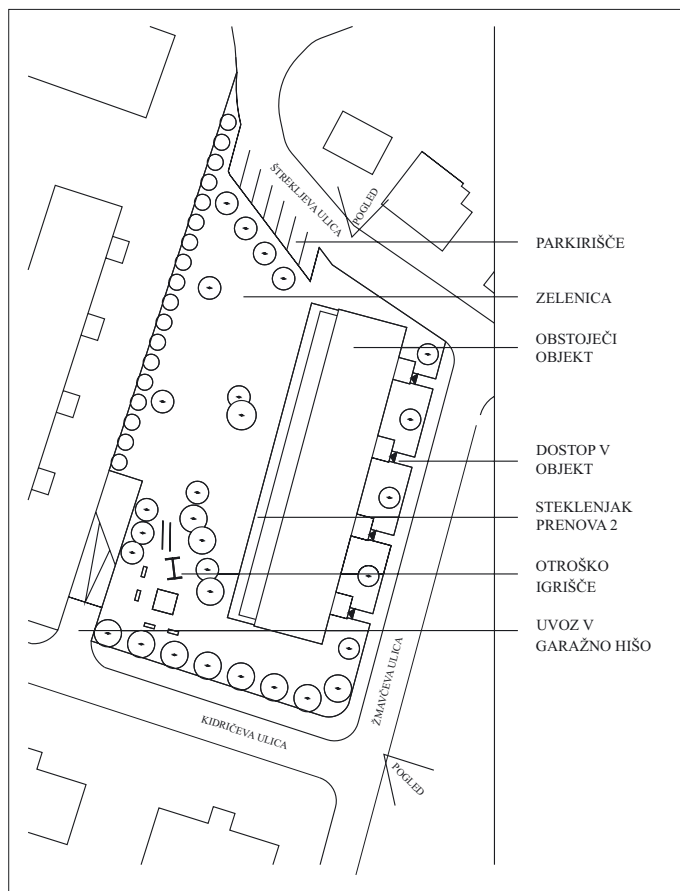 ŠTREKLJEVA ULICA
POGLED
PARKIRIŠČE
ZELENICA
OBSTOJEČI
OBJEKT
DOSTOP V
OBJEKT
STEKLENJAK
PRENOVA 2
OTROŠKO
IGRIŠČE
UVOZ V
GARAŽNO HIŠO
ŽMAVČEVA ULICA
KIDRIČEVA ULICA
POGLED